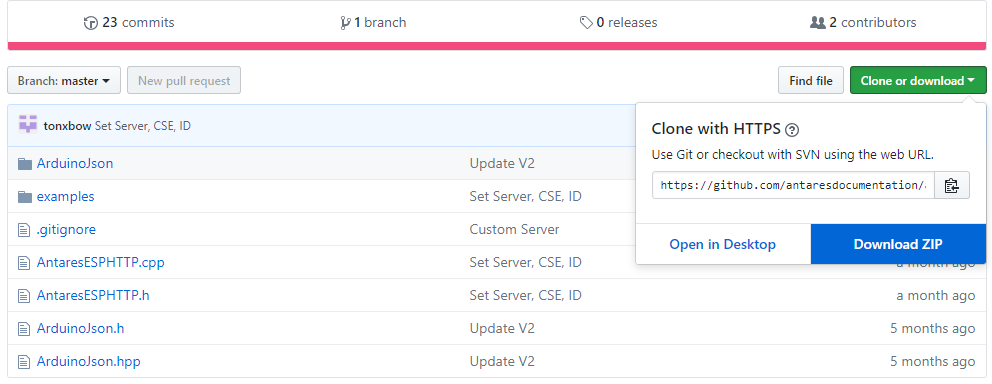 23 commits 1 branch 0 releases 2 contributors
Branch: master New pull request Find file Clone or download
tonxbow Set Server, CSE, ID
Clone with HTTPS ?
Use Git or checkout with SVN using the web URL.
https://github.com/antaresdocumentation/
Open in Desktop Download ZIP
ArduinoJson Update V2
examples Set Server, CSE, ID
.gitignore Custom Server
AntaresESPHTTP.cpp Set Server, CSE, ID a month ago
AntaresESPHTTP.h Set Server, CSE, ID a month ago
ArduinoJson.h Update V2 5 months ago
ArduinoJson.hpp Update V2 5 months ago